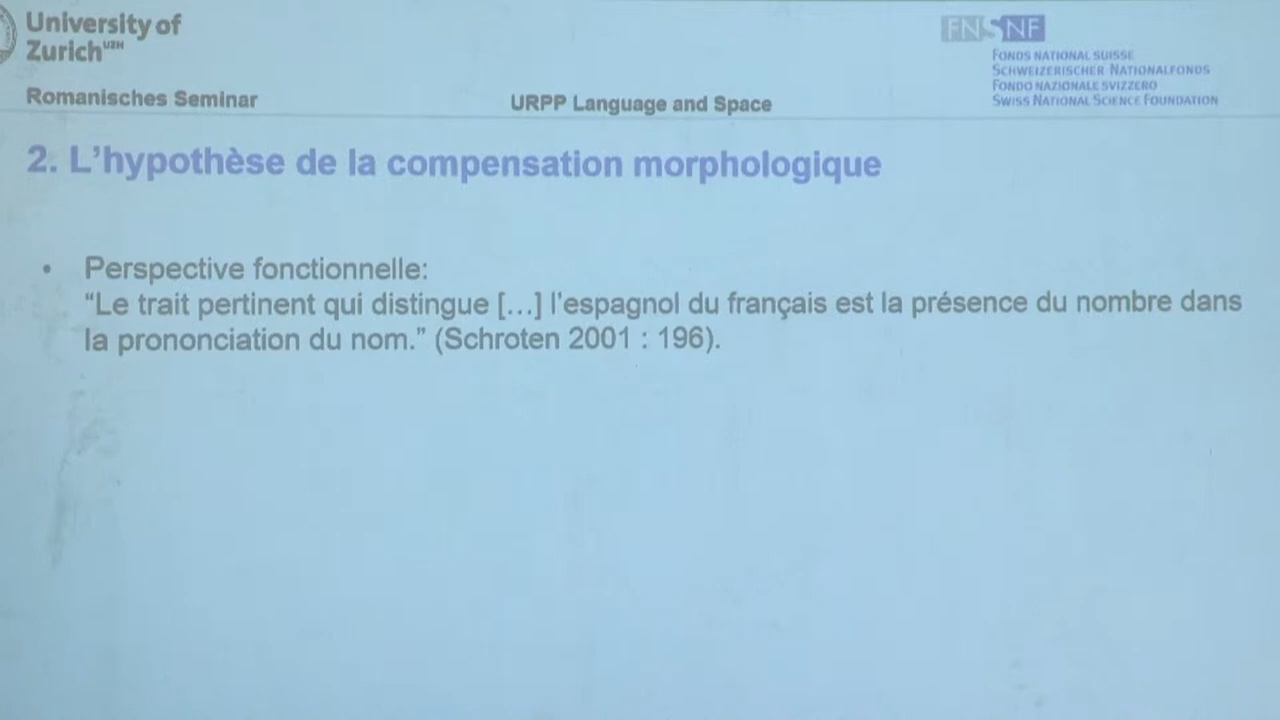 University of
Zurich UZH
FNSNF
FONDS NATIONAL SUISSE
SCHWEIZERISCHER NATIONALFONDS
FONDO NAZIONALE SVIZZERO
SWISS NATIONAL SCIENCE FOUNDATION
Romanisches Seminar
URPP Language and Space
2. L'hypothèse de la compensation morphologique
• Perspective fonctionnelle:
“Le trait pertinent qui distingue […] l'espagnol du français est la présence du nombre dans
la prononciation du nom.” (Schroten 2001 : 196).